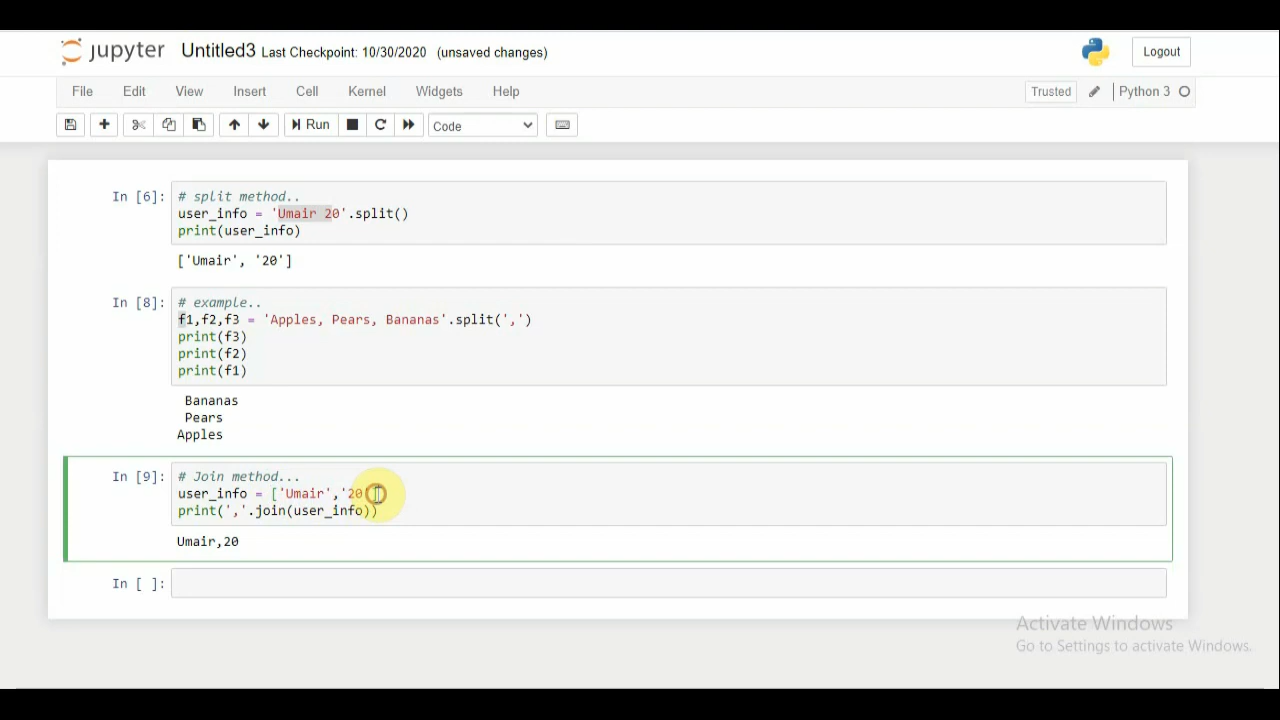 jupyter Untitled3 Last Checkpoint: 10/30/2020 (unsaved changes) Logout
File Edit View Insert Cell Kernel Widgets Help Trusted Python 3
Run Code
In [6]: # split method..
user_info = 'Umair 20'.split()
print(user_info)
['Umair', '20']
In [8]: # example..
f1,f2,f3 = 'Apples, Pears, Bananas'.split(',')
print(f3)
print(f2)
print(f1)
Bananas
Pears
Apples
In [9]: # Join method...
user_info = ['Umair','20']
print(','.join(user_info))
Umair,20
In [ ]:
Activate Windows
Go to Settings to activate Windows.